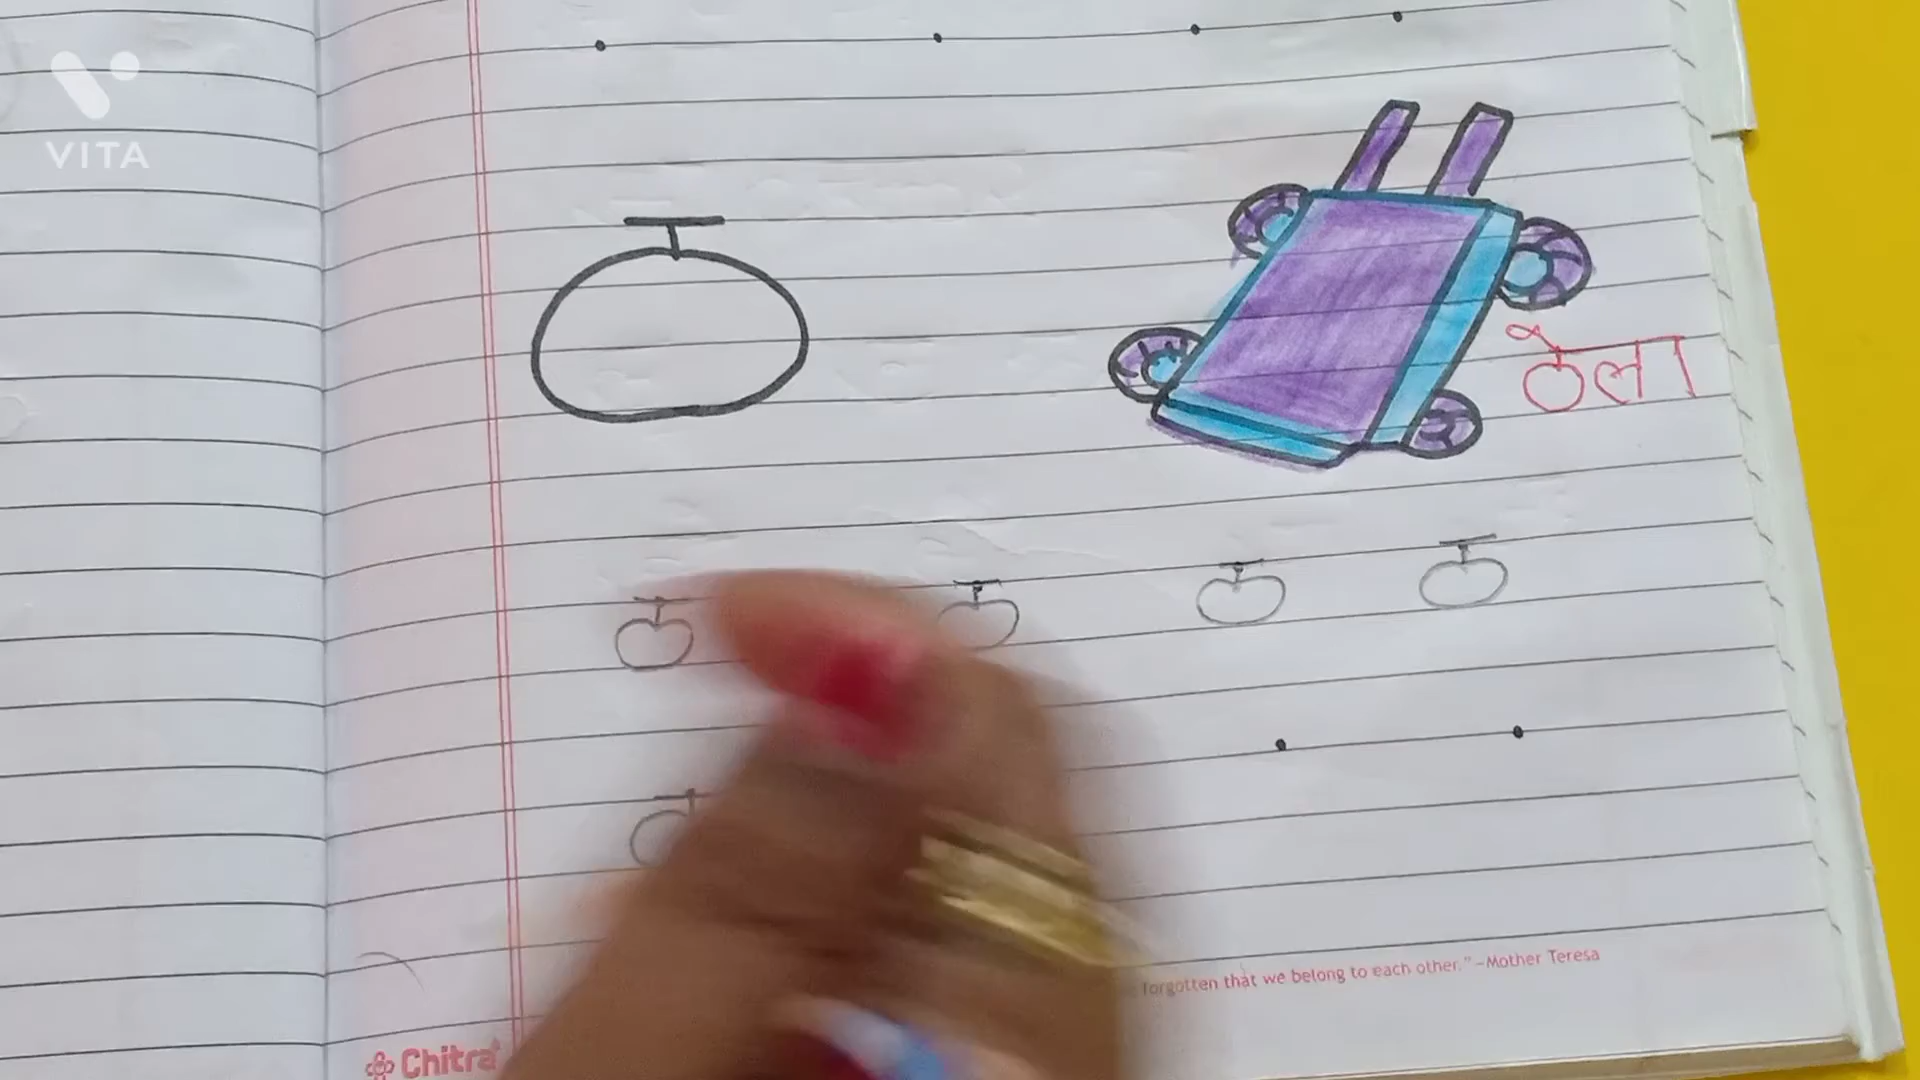 VITA
ठ
ठेला
ठ ठ ठ ठ
forgotten that we belong to each other." –Mother Teresa
Chitra